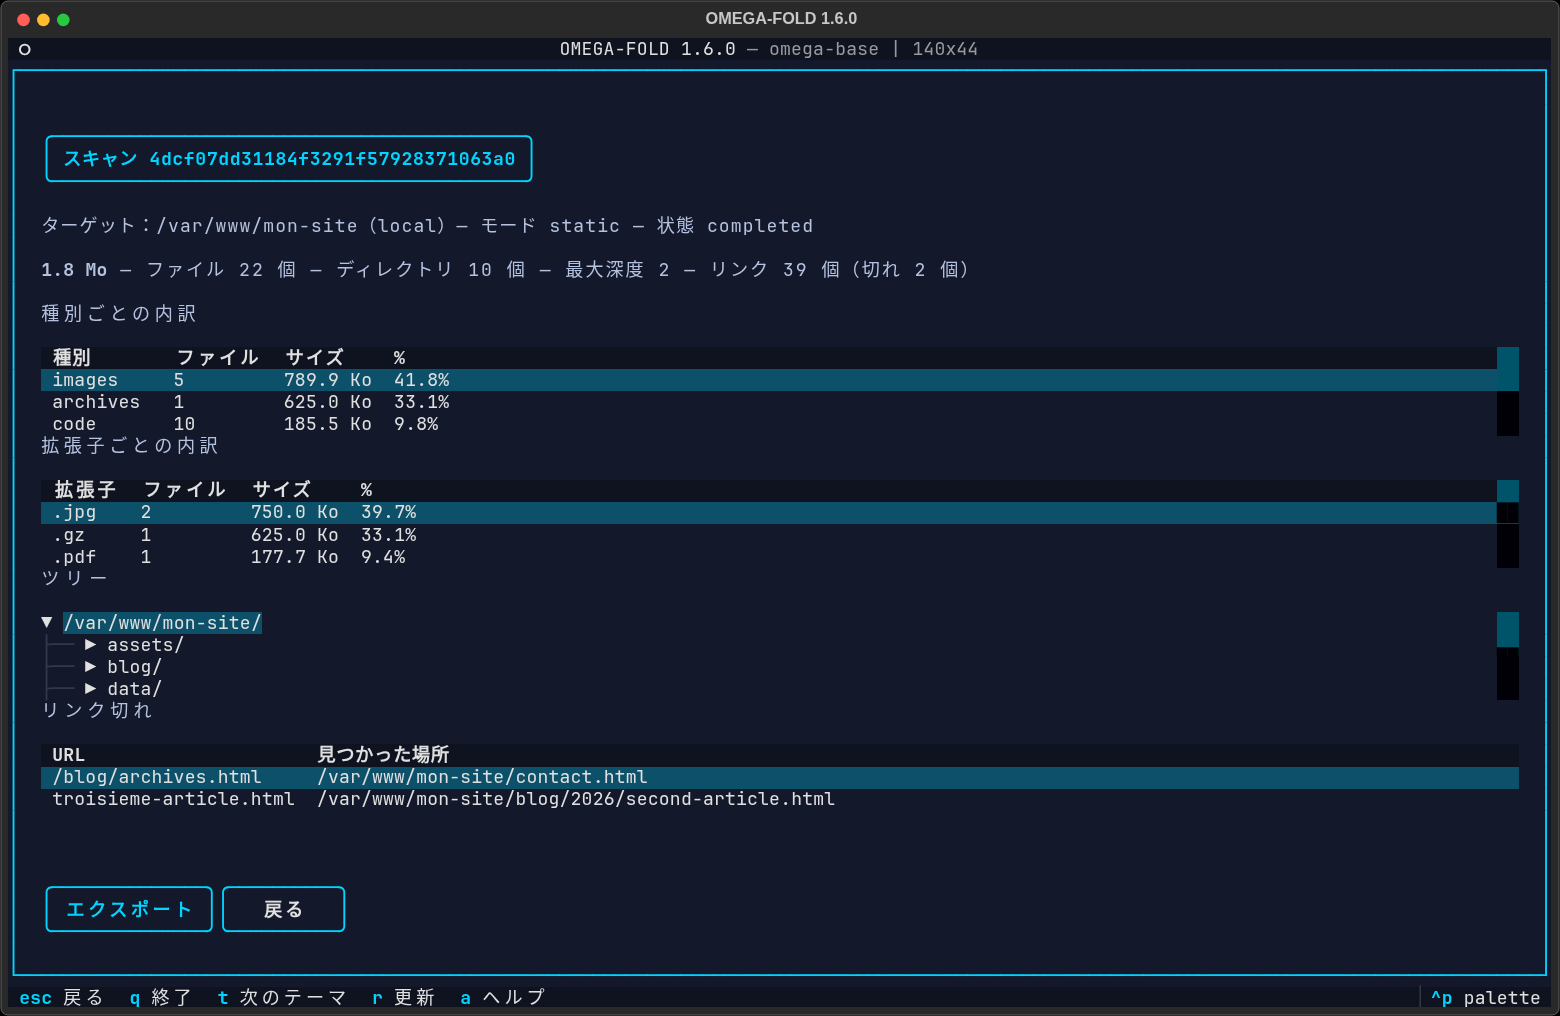 OMEGA-FOLD 1.6.0
OMEGA-FOLD 1.6.0 — omega-base | 140x44
スキャン 4dcf07dd31184f3291f57928371063a0
ターゲット：/var/www/mon-site（local）— モード static — 状態 completed
1.8 Mo — ファイル 22 個 — ディレクトリ 10 個 — 最大深度 2 — リンク 39 個（切れ 2 個）
種別ごとの内訳
種別 ファイル サイズ %
images 5 789.9 Ko 41.8%
archives 1 625.0 Ko 33.1%
code 10 185.5 Ko 9.8%
拡張子ごとの内訳
拡張子 ファイル サイズ %
.jpg 2 750.0 Ko 39.7%
.gz 1 625.0 Ko 33.1%
.pdf 1 177.7 Ko 9.4%
ツリー
▼ /var/www/mon-site/
▶ assets/
▶ blog/
▶ data/
リンク切れ
URL 見つかった場所
/blog/archives.html /var/www/mon-site/contact.html
troisieme-article.html /var/www/mon-site/blog/2026/second-article.html
エクスポート 戻る
esc 戻る q 終了 t 次のテーマ r 更新 a ヘルプ ^p palette